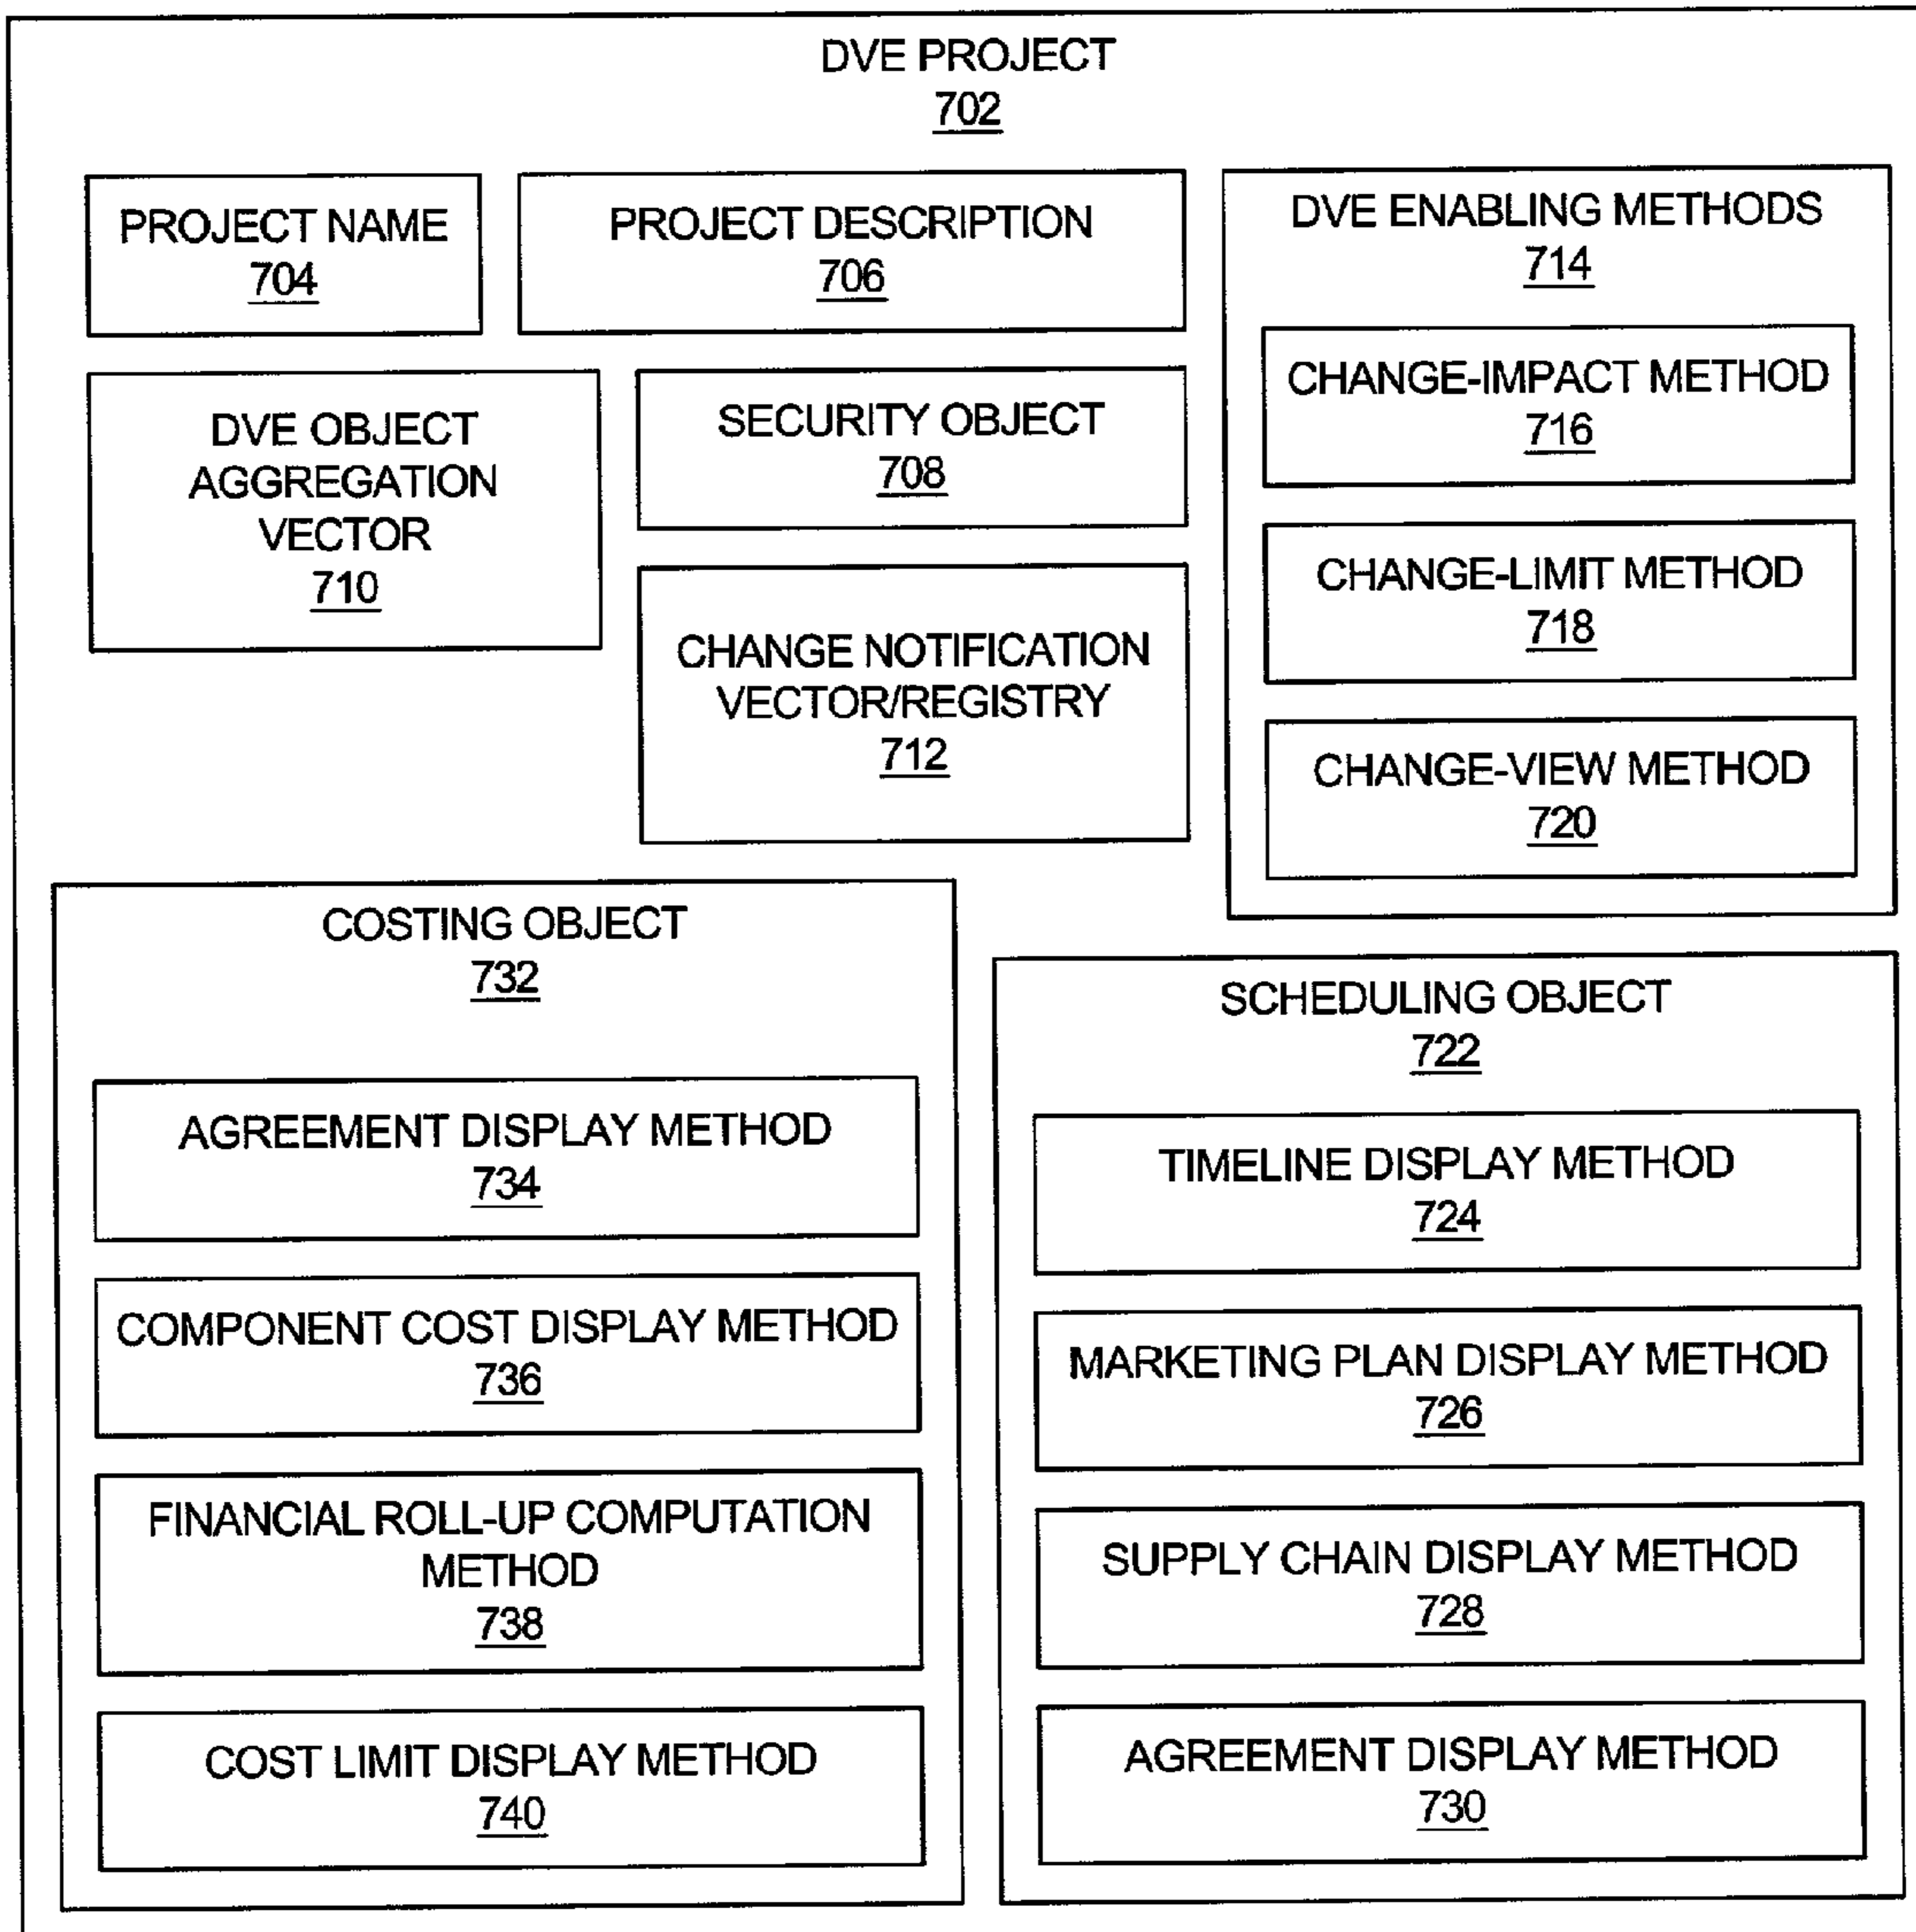 DVE PROJECT
702
PROJECT NAME
704
PROJECT DESCRIPTION
706
DVE OBJECT
AGGREGATION
VECTOR
710
SECURITY OBJECT
708
CHANGE NOTIFICATION
VECTOR/REGISTRY
712
DVE ENABLING METHODS
714
CHANGE-IMPACT METHOD
716
CHANGE-LIMIT METHOD
718
CHANGE-VIEW METHOD
720
COSTING OBJECT
732
AGREEMENT DISPLAY METHOD
734
COMPONENT COST DISPLAY METHOD
736
FINANCIAL ROLL-UP COMPUTATION
METHOD
738
COST LIMIT DISPLAY METHOD
740
SCHEDULING OBJECT
722
TIMELINE DISPLAY METHOD
724
MARKETING PLAN DISPLAY METHOD
726
SUPPLY CHAIN DISPLAY METHOD
728
AGREEMENT DISPLAY METHOD
730